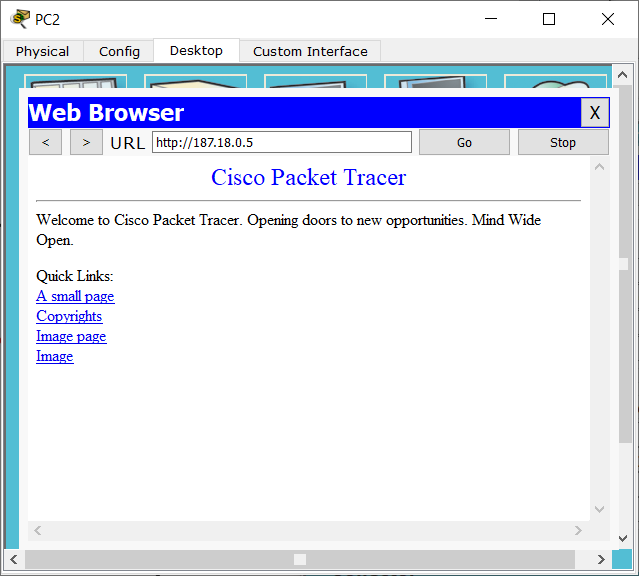 PC2
Physical Config Desktop Custom Interface
Web Browser X
< > URL http://187.18.0.5 Go Stop
Cisco Packet Tracer
Welcome to Cisco Packet Tracer. Opening doors to new opportunities. Mind Wide
Open.
Quick Links:
A small page
Copyrights
Image page
Image